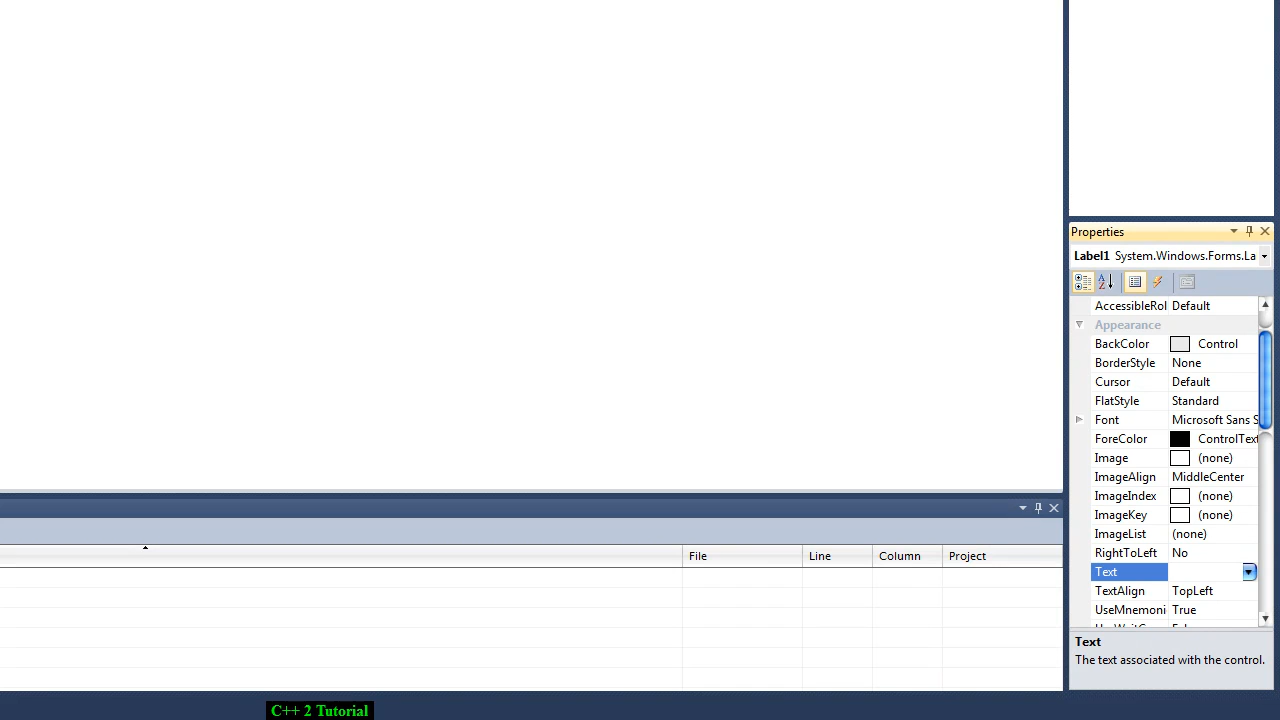 Properties
Label1 System.Windows.Forms.La
AccessibleRol Default
Appearance
BackColor Control
BorderStyle None
Cursor Default
FlatStyle Standard
Font Microsoft Sans S
ForeColor ControlText
Image (none)
ImageAlign MiddleCenter
ImageIndex (none)
ImageKey (none)
ImageList (none)
RightToLeft No
Text
TextAlign TopLeft
UseMnemoni True
Text
The text associated with the control.
File Line Column Project
C++ 2 Tutorial